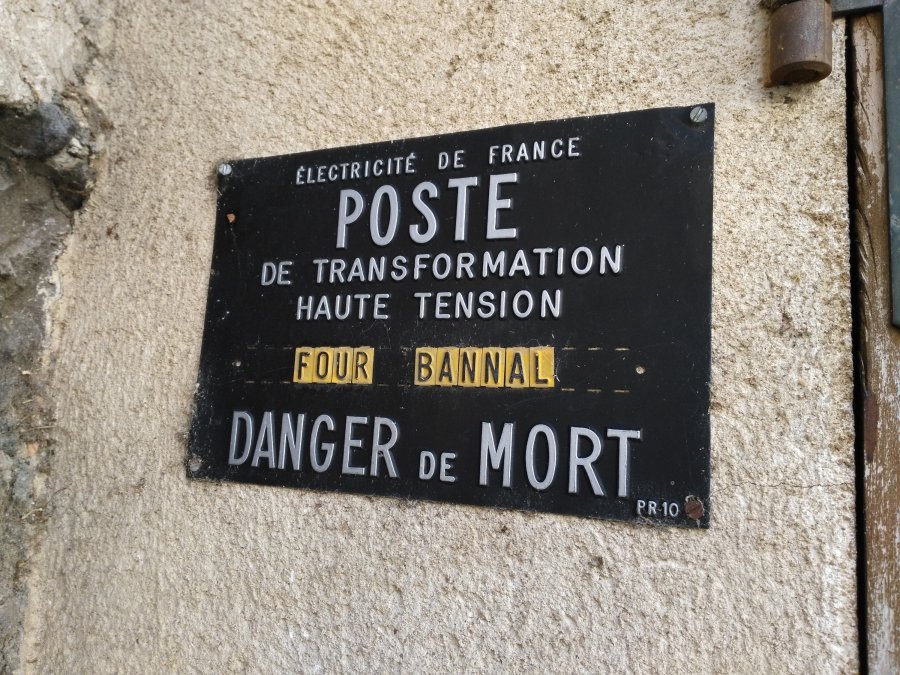 ÉLECTRICITÉ DE FRANCE
POSTE
DE TRANSFORMATION
HAUTE TENSION
FOUR BANNAL
DANGER DE MORT
PR-10